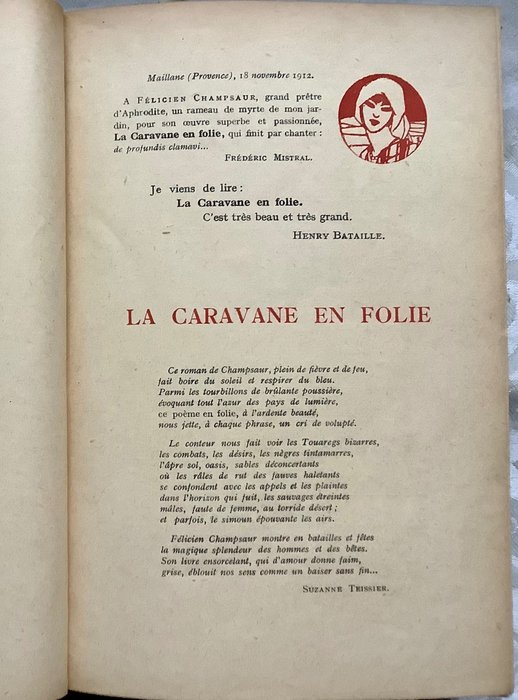 Maillane (Provence), 18 novembre 1912.
A FÉLICIEN CHAMPSAUR, grand prêtre
d'Aphrodite, un rameau de myrte de mon jar-
din, pour son œuvre superbe et passionnée,
La Caravane en folie, qui finit par chanter :
de profundis clamavi...
FRÉDÉRIC MISTRAL.
Je viens de lire :
La Caravane en folie.
C'est très beau et très grand.
HENRY BATAILLE.
LA CARAVANE EN FOLIE
Ce roman de Champsaur, plein de fièvre et de feu,
fait boire du soleil et respirer du bleu.
Parmi les tourbillons de brûlante poussière,
évoquant tout l'azur des pays de lumière,
ce poème en folie, à l'ardente beauté,
nous jette, à chaque phrase, un cri de volupté.
Le conteur nous fait voir les Touaregs bizarres,
les combats, les désirs, les nègres tintamarres,
l'âpre sol, oasis, sables déconcertants
où les râles de rut des fauves haletants
se confondent avec les appels et les plaintes
dans l'horizon qui fuit, les sauvages étreintes
mâles, faute de femme, au torride désert ;
et parfois, le simoun épouvante les airs.
Félicien Champsaur montre en batailles et fêtes
la magique splendeur des hommes et des bêtes.
Son livre ensorcelant, qui d'amour donne faim,
grise, éblouit nos sens comme un baiser sans fin...
SUZANNE TEISSIER.